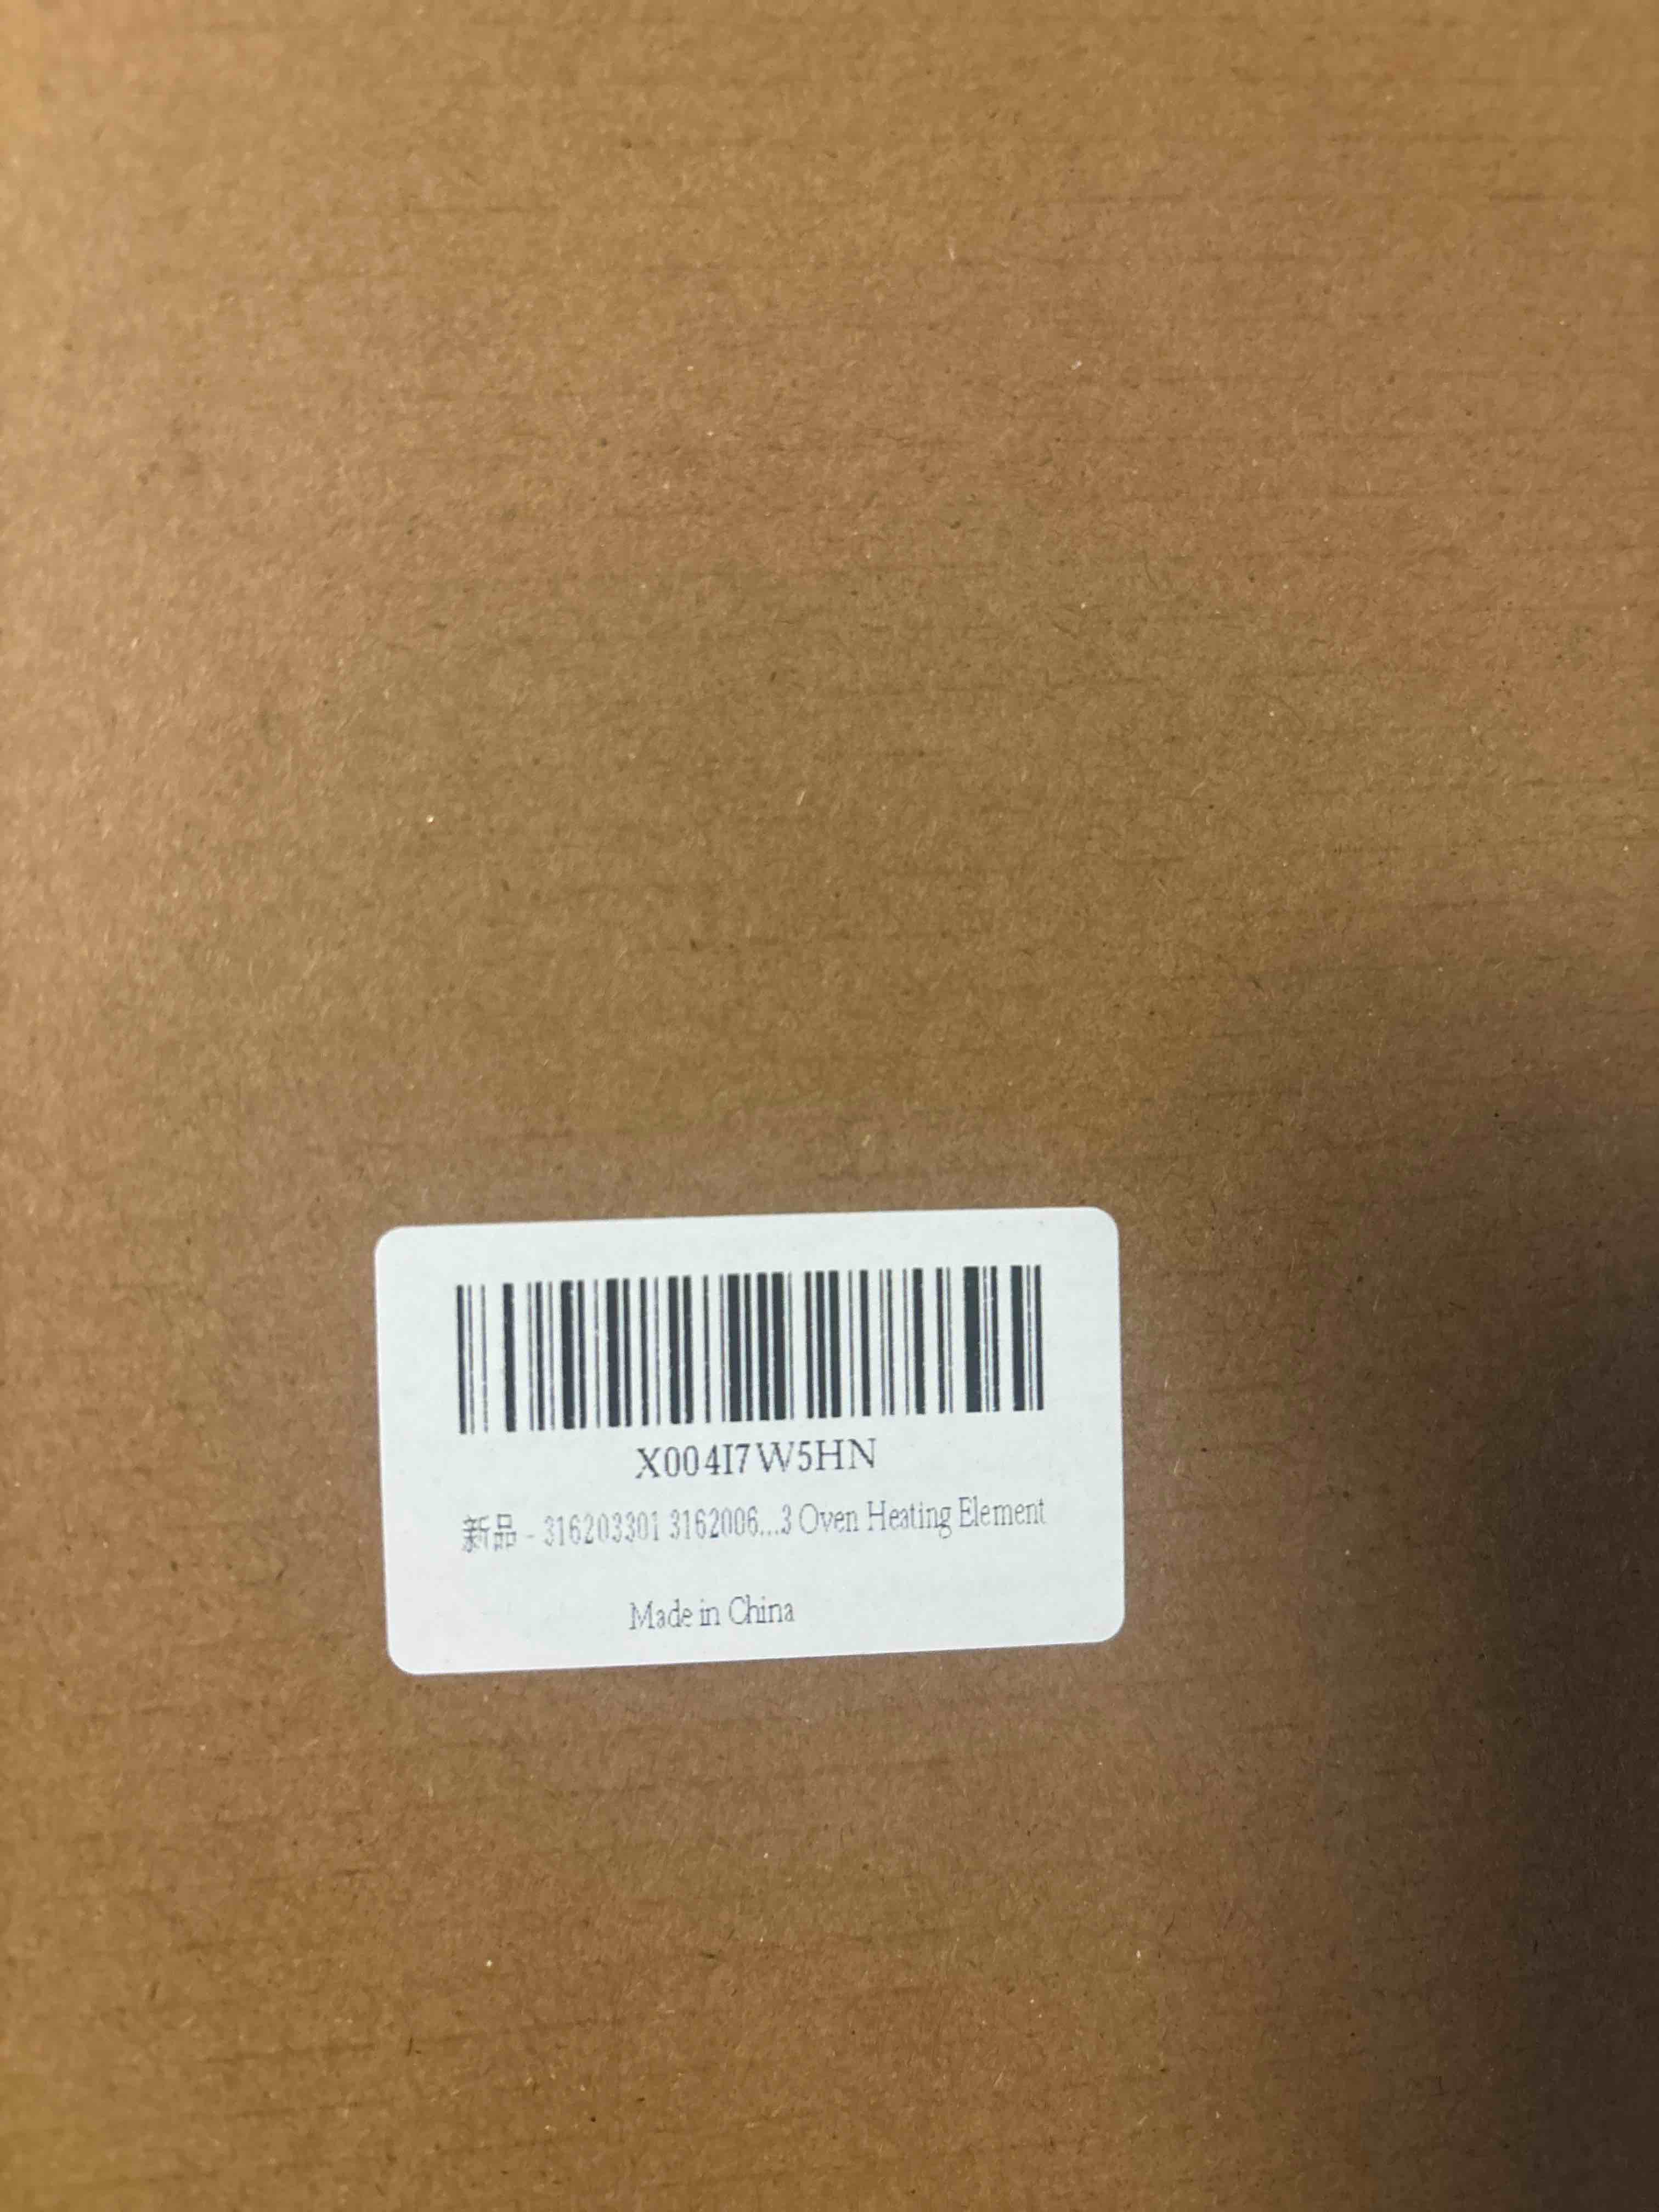 X004I7W5HN
新品 - 316203301 3162006...3 Oven Heating Element
Made in China